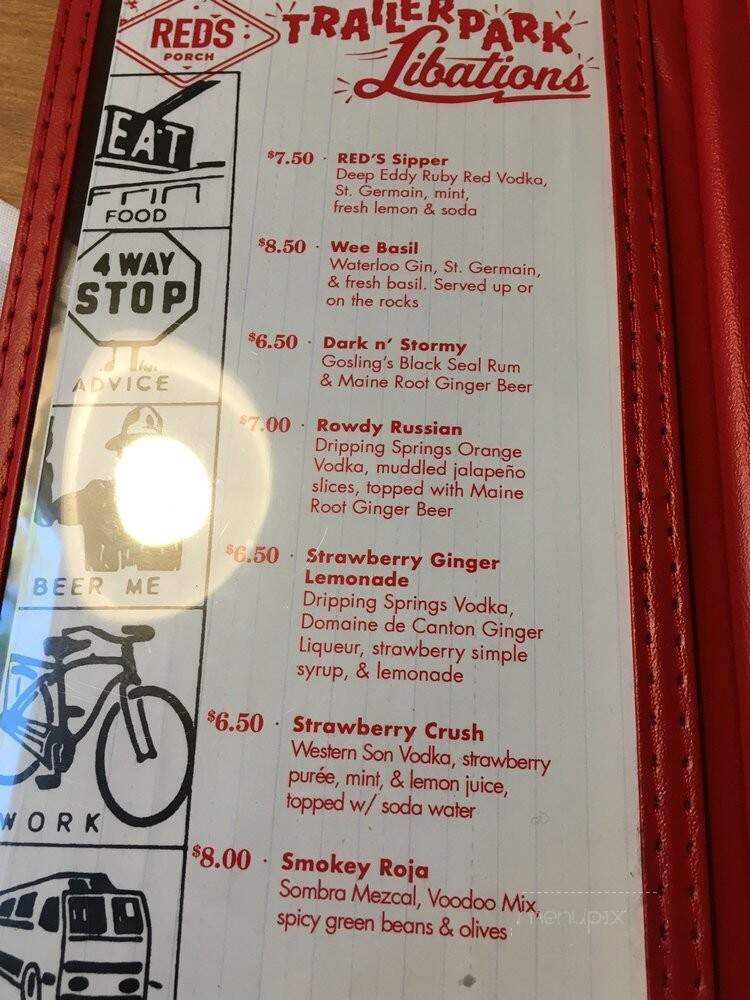 RED'S
PORCH
TRAILER PARK
Libations
EAT
FOOD
4 WAY
STOP
ADVICE
BEER ME
WORK
$7.50 · RED'S Sipper
Deep Eddy Ruby Red Vodka,
St. Germain, mint,
fresh lemon & soda
$8.50 · Wee Basil
Waterloo Gin, St. Germain,
& fresh basil. Served up or
on the rocks
$6.50 · Dark n' Stormy
Gosling's Black Seal Rum
& Maine Root Ginger Beer
$7.00 · Rowdy Russian
Dripping Springs Orange
Vodka, muddled jalapeño
slices, topped with Maine
Root Ginger Beer
$6.50 · Strawberry Ginger
Lemonade
Dripping Springs Vodka,
Domaine de Canton Ginger
Liqueur, strawberry simple
syrup, & lemonade
$6.50 · Strawberry Crush
Western Son Vodka, strawberry
purée, mint, & lemon juice,
topped w/ soda water
$8.00 · Smokey Roja
Sombra Mezcal, Voodoo Mix,
spicy green beans & olives
menupix